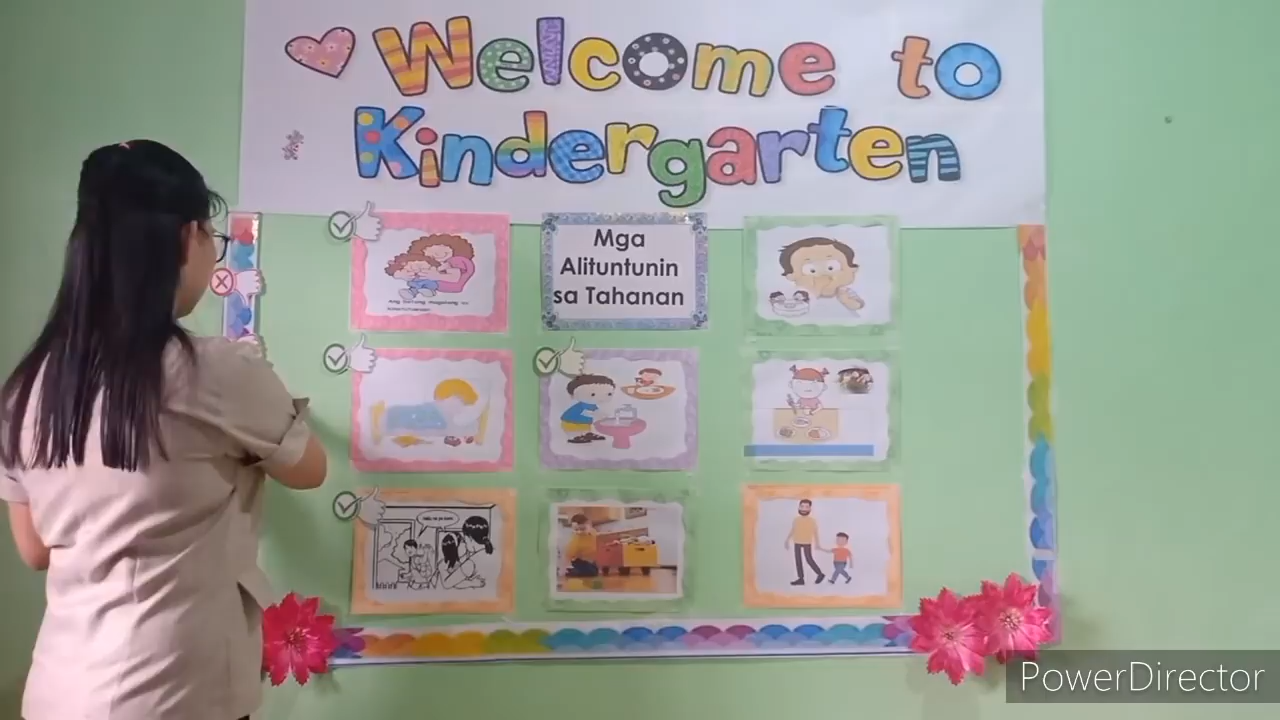 Welcome to
Kindergarten
Mga
Alituntunin
sa Tahanan
PowerDirector